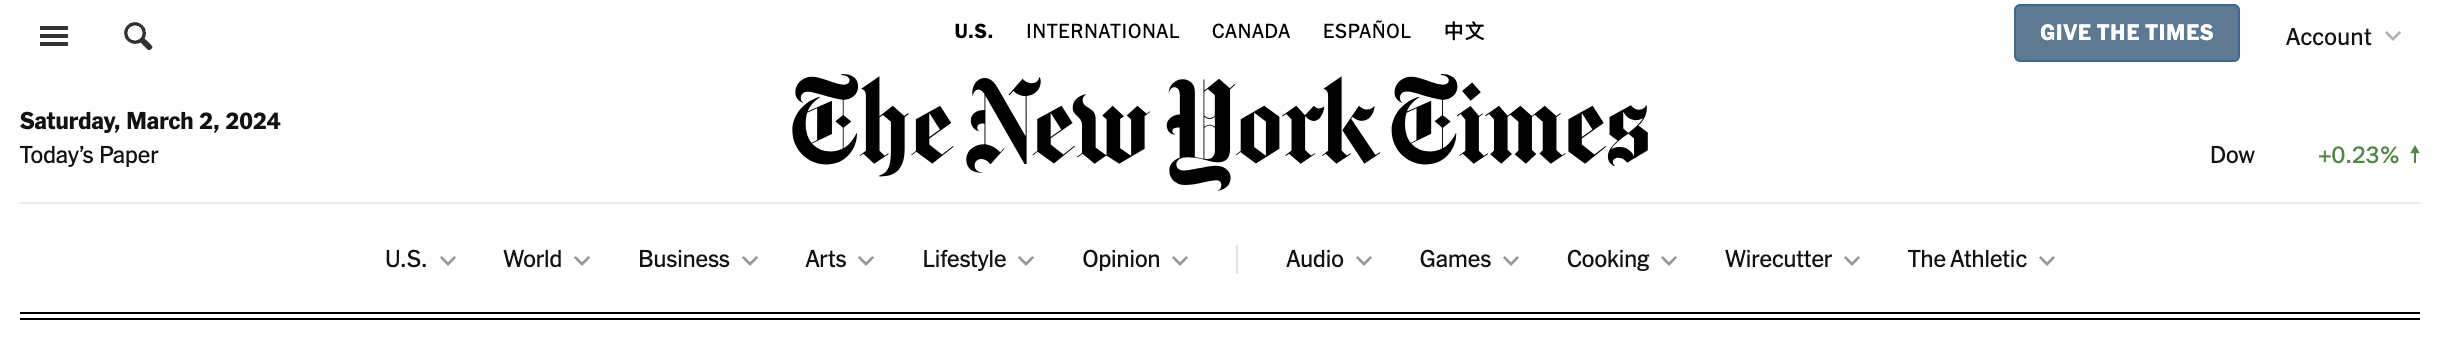 U.S. INTERNATIONAL CANADA ESPAÑOL 中文
GIVE THE TIMES
Account
The New York Times
Saturday, March 2, 2024
Today's Paper
Dow +0.23%
U.S. World Business Arts Lifestyle Opinion Audio Games Cooking Wirecutter The Athletic